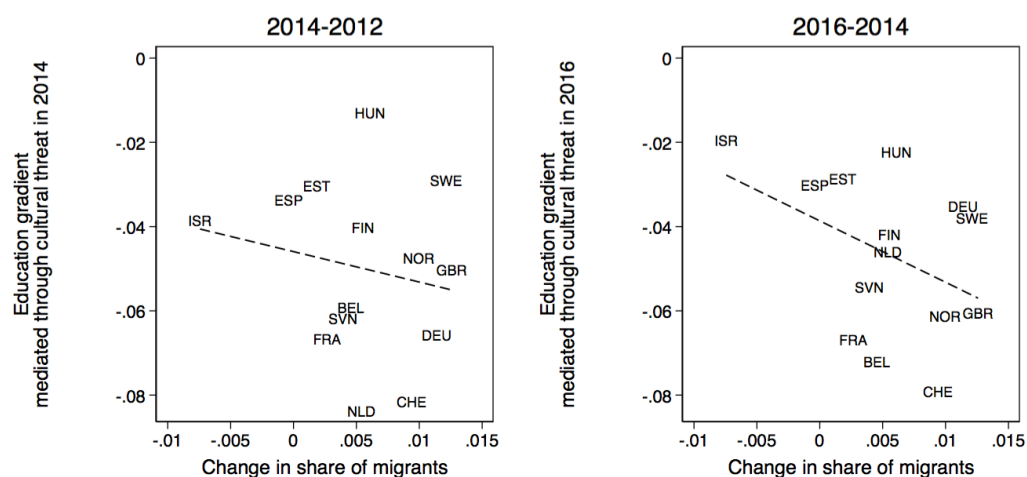 2014-2012
Education gradient
mediated through cultural threat in 2014
0
-.02
-.04
-.06
-.08
HUN
SWE
EST
ESP
ISR
FIN
NOR
GBR
BEL
SVN
FRA
DEU
CHE
NLD
-.01
-.005
0
.005
.01
.015
Change in share of migrants
2016-2014
Education gradient
mediated through cultural threat in 2016
0
-.02
-.04
-.06
-.08
ISR
HUN
EST
ESP
DEU
SWE
FIN
NLD
SVN
GBR
NOR
FRA
BEL
CHE
-.01
-.005
0
.005
.01
.015
Change in share of migrants